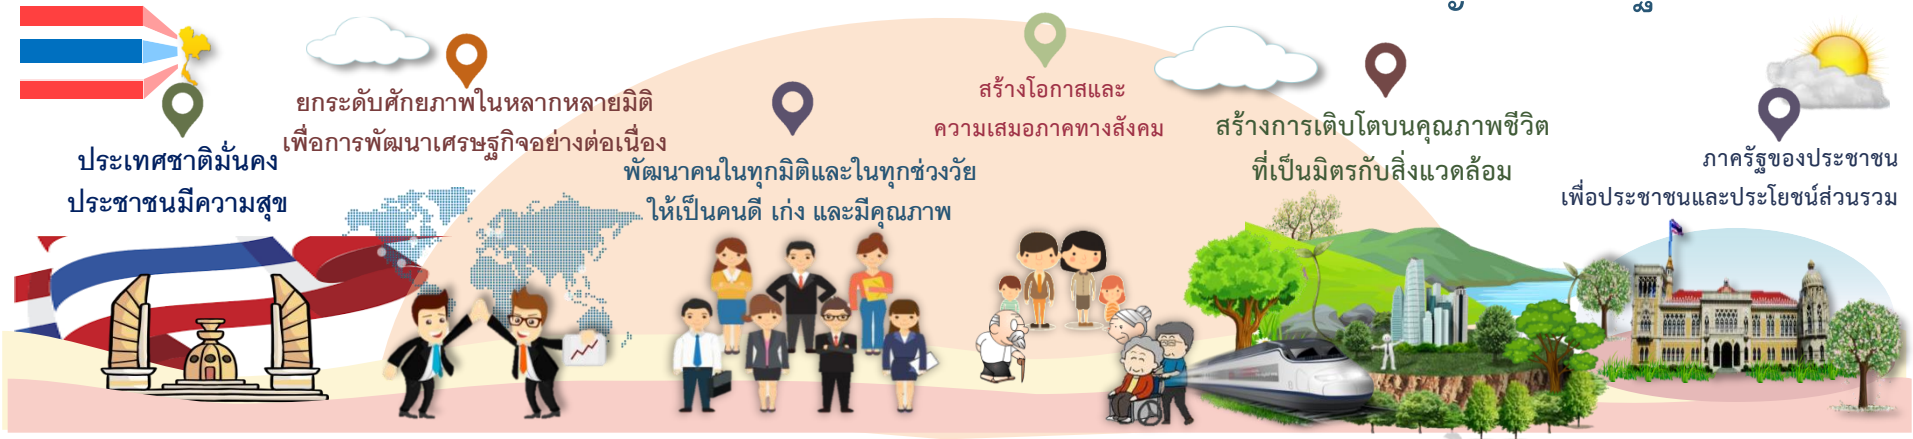 ประเทศชาติมั่นคง
ประชาชนมีความสุข
ยกระดับศักยภาพในหลากหลายมิติ
เพื่อการพัฒนาเศรษฐกิจอย่างต่อเนื่อง
พัฒนาคนในทุกมิติและในทุกช่วงวัย
ให้เป็นคนดี เก่ง และมีคุณภาพ
สร้างโอกาสและ
ความเสมอภาคทางสังคม
สร้างการเติบโตบนคุณภาพชีวิต
ที่เป็นมิตรกับสิ่งแวดล้อม
ภาครัฐของประชาชน
เพื่อประชาชนและประโยชน์ส่วนรวม